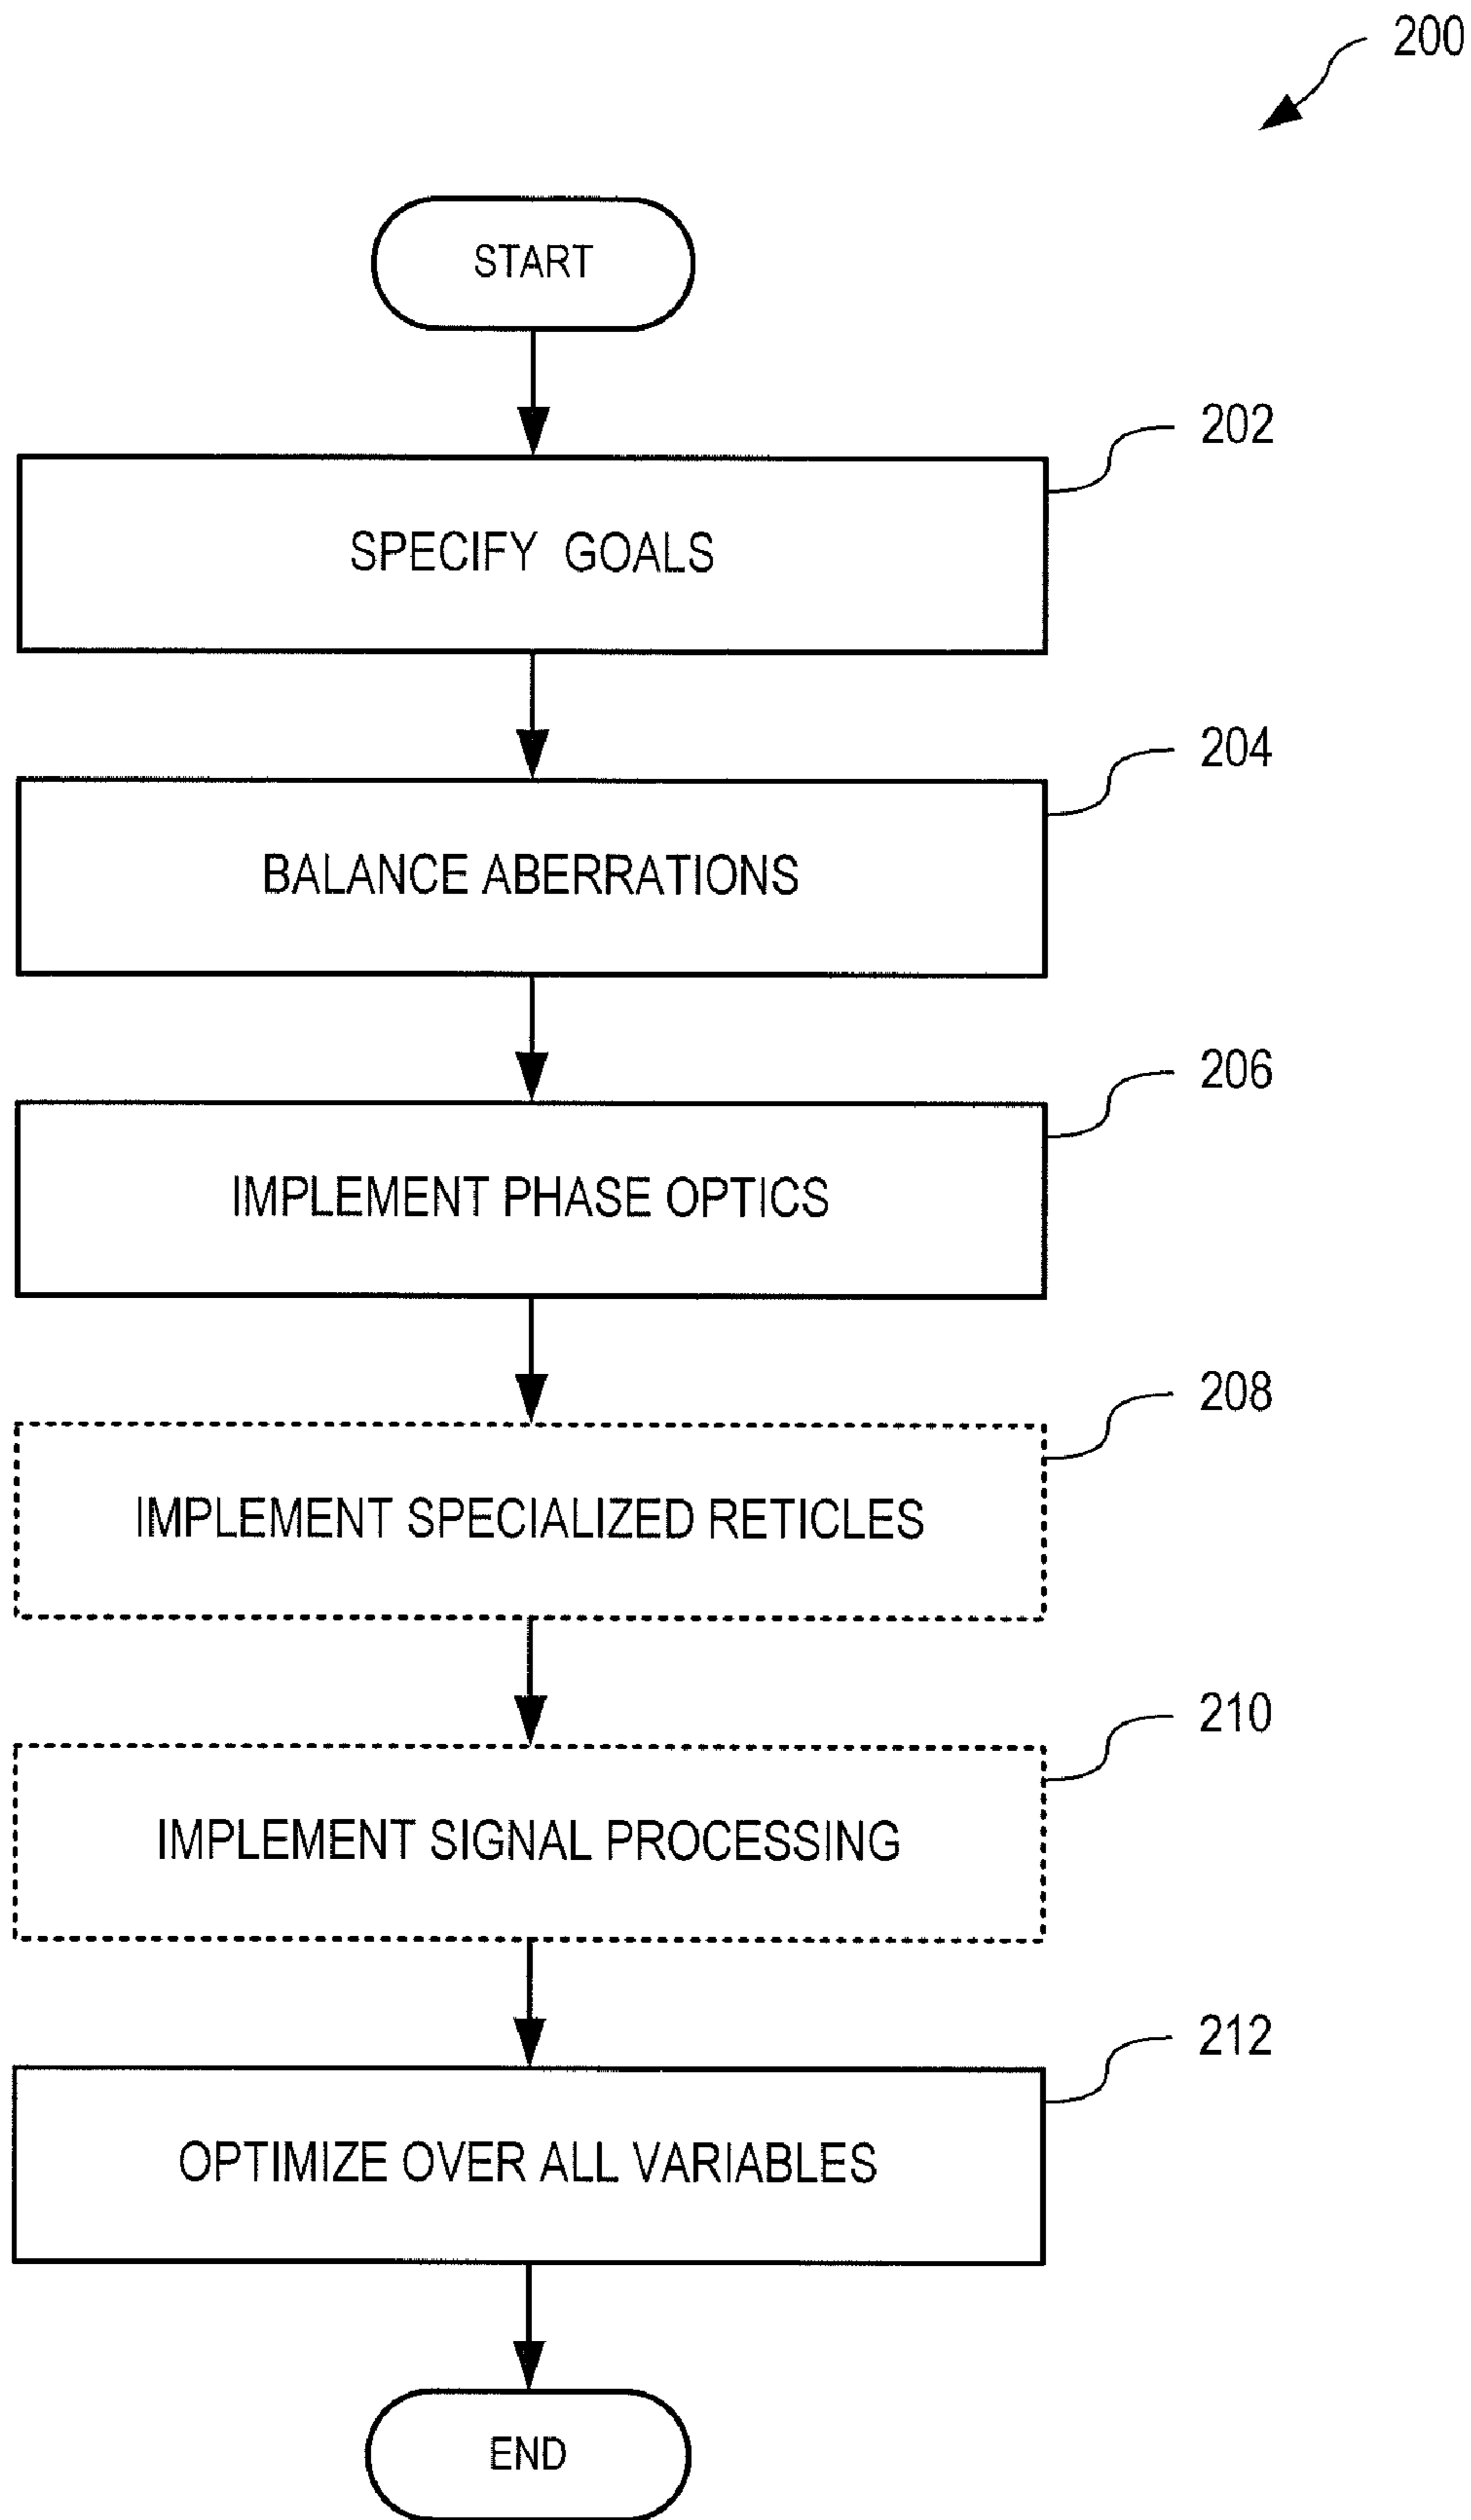 200
START
202
SPECIFY GOALS
204
BALANCE ABERRATIONS
206
IMPLEMENT PHASE OPTICS
208
IMPLEMENT SPECIALIZED RETICLES
210
IMPLEMENT SIGNAL PROCESSING
212
OPTIMIZE OVER ALL VARIABLES
END